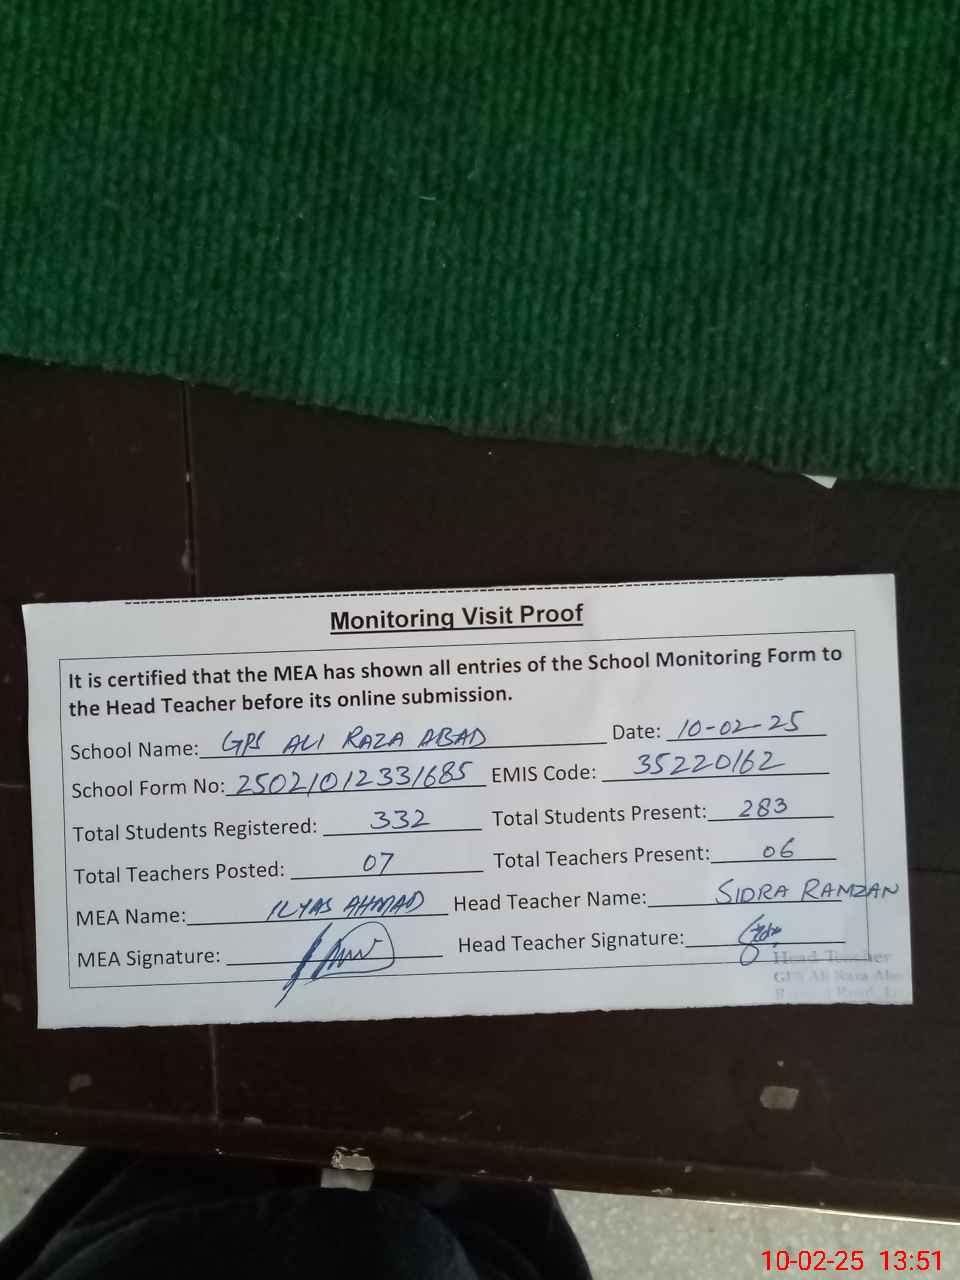 Monitoring Visit Proof
It is certified that the MEA has shown all entries of the School Monitoring Form to
the Head Teacher before its online submission.
School Name: GPS ALI RAZA ABAD Date: 10-02-25
School Form No: 25021012331685 EMIS Code: 35220162
Total Students Registered: 332 Total Students Present: 283
Total Teachers Posted: 07 Total Teachers Present: 06
MEA Name: ILYAS AHMAD Head Teacher Name: SIDRA RAMZAN
MEA Signature: Head Teacher Signature:
Head Teacher
GPS Ali Raza
10-02-25 13:51